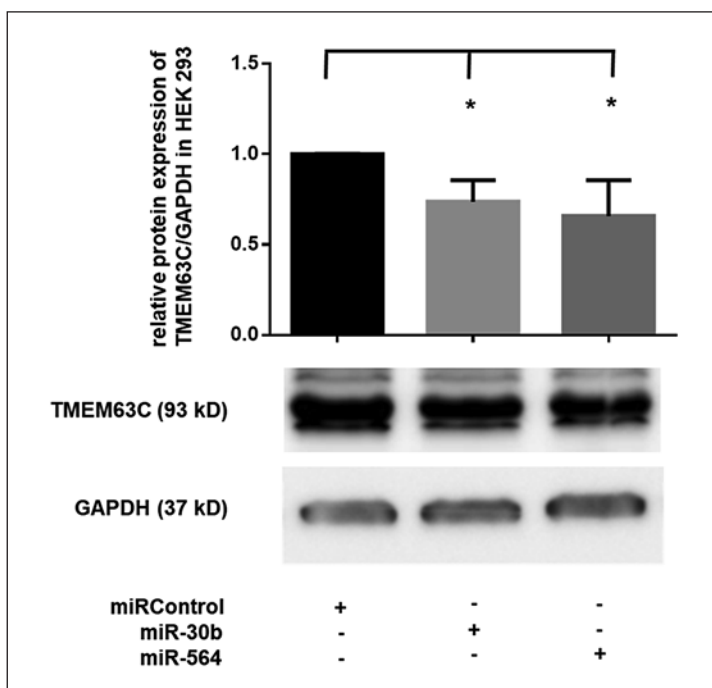 relative protein expression of
TMEM63C/GAPDH in HEK 293
1.5
1.0
0.5
0.0
*
*
TMEM63C (93 kD)
GAPDH (37 kD)
miRControl + - -
miR-30b - + -
miR-564 - - +